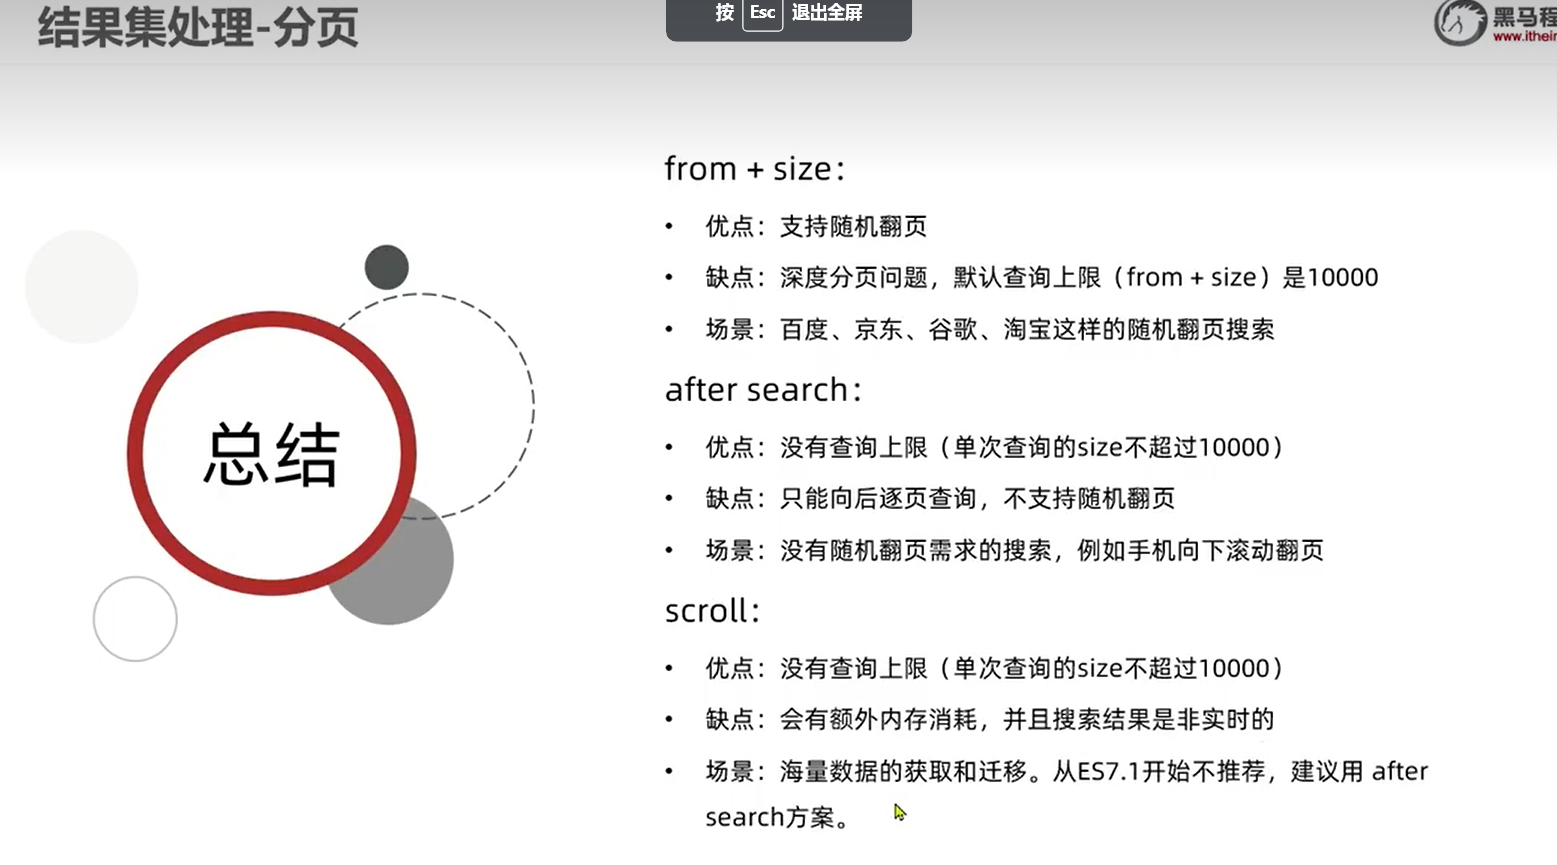 结果集处理-分页
按 Esc 退出全屏
黑马程
www.ithei
from + size：
• 优点：支持随机翻页
• 缺点：深度分页问题，默认查询上限（from + size）是10000
• 场景：百度、京东、谷歌、淘宝这样的随机翻页搜索
after search：
• 优点：没有查询上限（单次查询的size不超过10000）
• 缺点：只能向后逐页查询，不支持随机翻页
• 场景：没有随机翻页需求的搜索，例如手机向下滚动翻页
scroll：
• 优点：没有查询上限（单次查询的size不超过10000）
• 缺点：会有额外内存消耗，并且搜索结果是非实时的
• 场景：海量数据的获取和迁移。从ES7.1开始不推荐，建议用 after
search方案。
总结